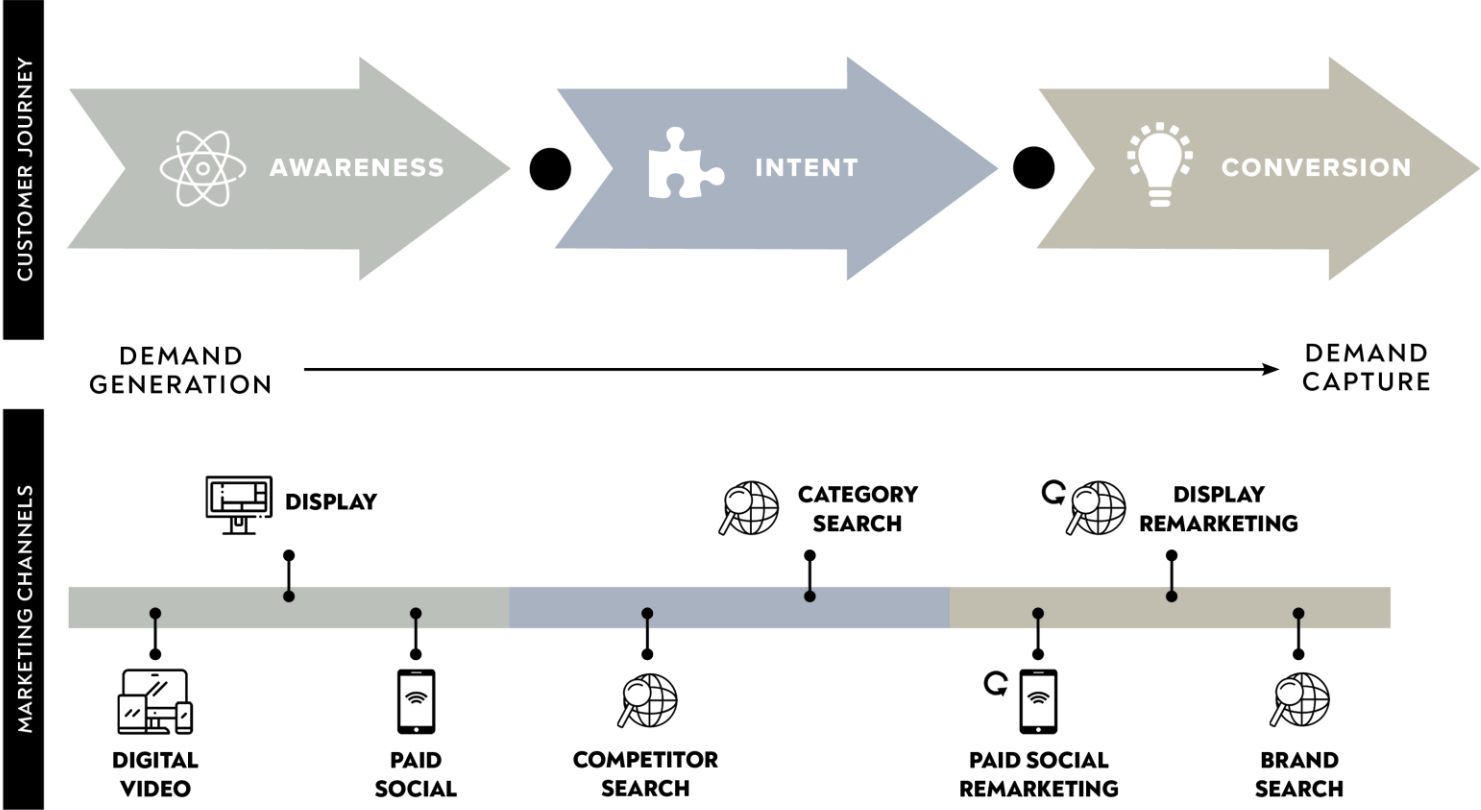 CUSTOMER JOURNEY
AWARENESS
INTENT
CONVERSION
DEMAND
GENERATION
DEMAND
CAPTURE
MARKETING CHANNELS
DISPLAY
CATEGORY
SEARCH
DISPLAY
REMARKETING
DIGITAL
VIDEO
PAID
SOCIAL
COMPETITOR
SEARCH
PAID SOCIAL
REMARKETING
BRAND
SEARCH